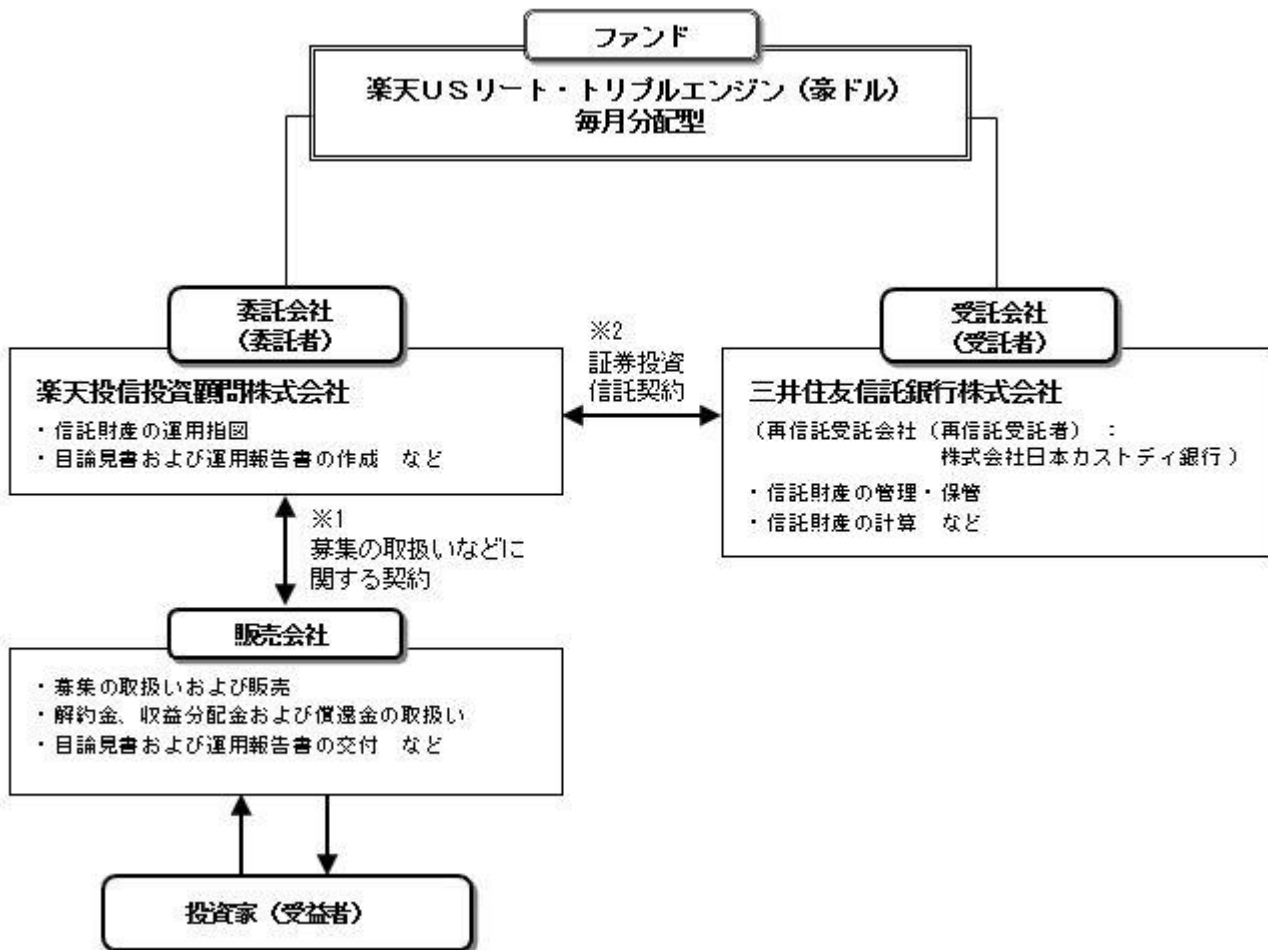 ファンド
楽天USリート・トリプルエンジン（豪ドル）
毎月分配型
委託会社
（委託者）
楽天投信投資顧問株式会社
・信託財産の運用指図
・目論見書および運用報告書の作成　など
※2
証券投資
信託契約
受託会社
（受託者）
三井住友信託銀行株式会社
（再信託受託会社（再信託受託者）：
株式会社日本カストディ銀行）
・信託財産の管理・保管
・信託財産の計算　など
※1
募集の取扱いなどに
関する契約
販売会社
・募集の取扱いおよび販売
・解約金、収益分配金および償還金の取扱い
・目論見書および運用報告書の交付　など
投資家（受益者）